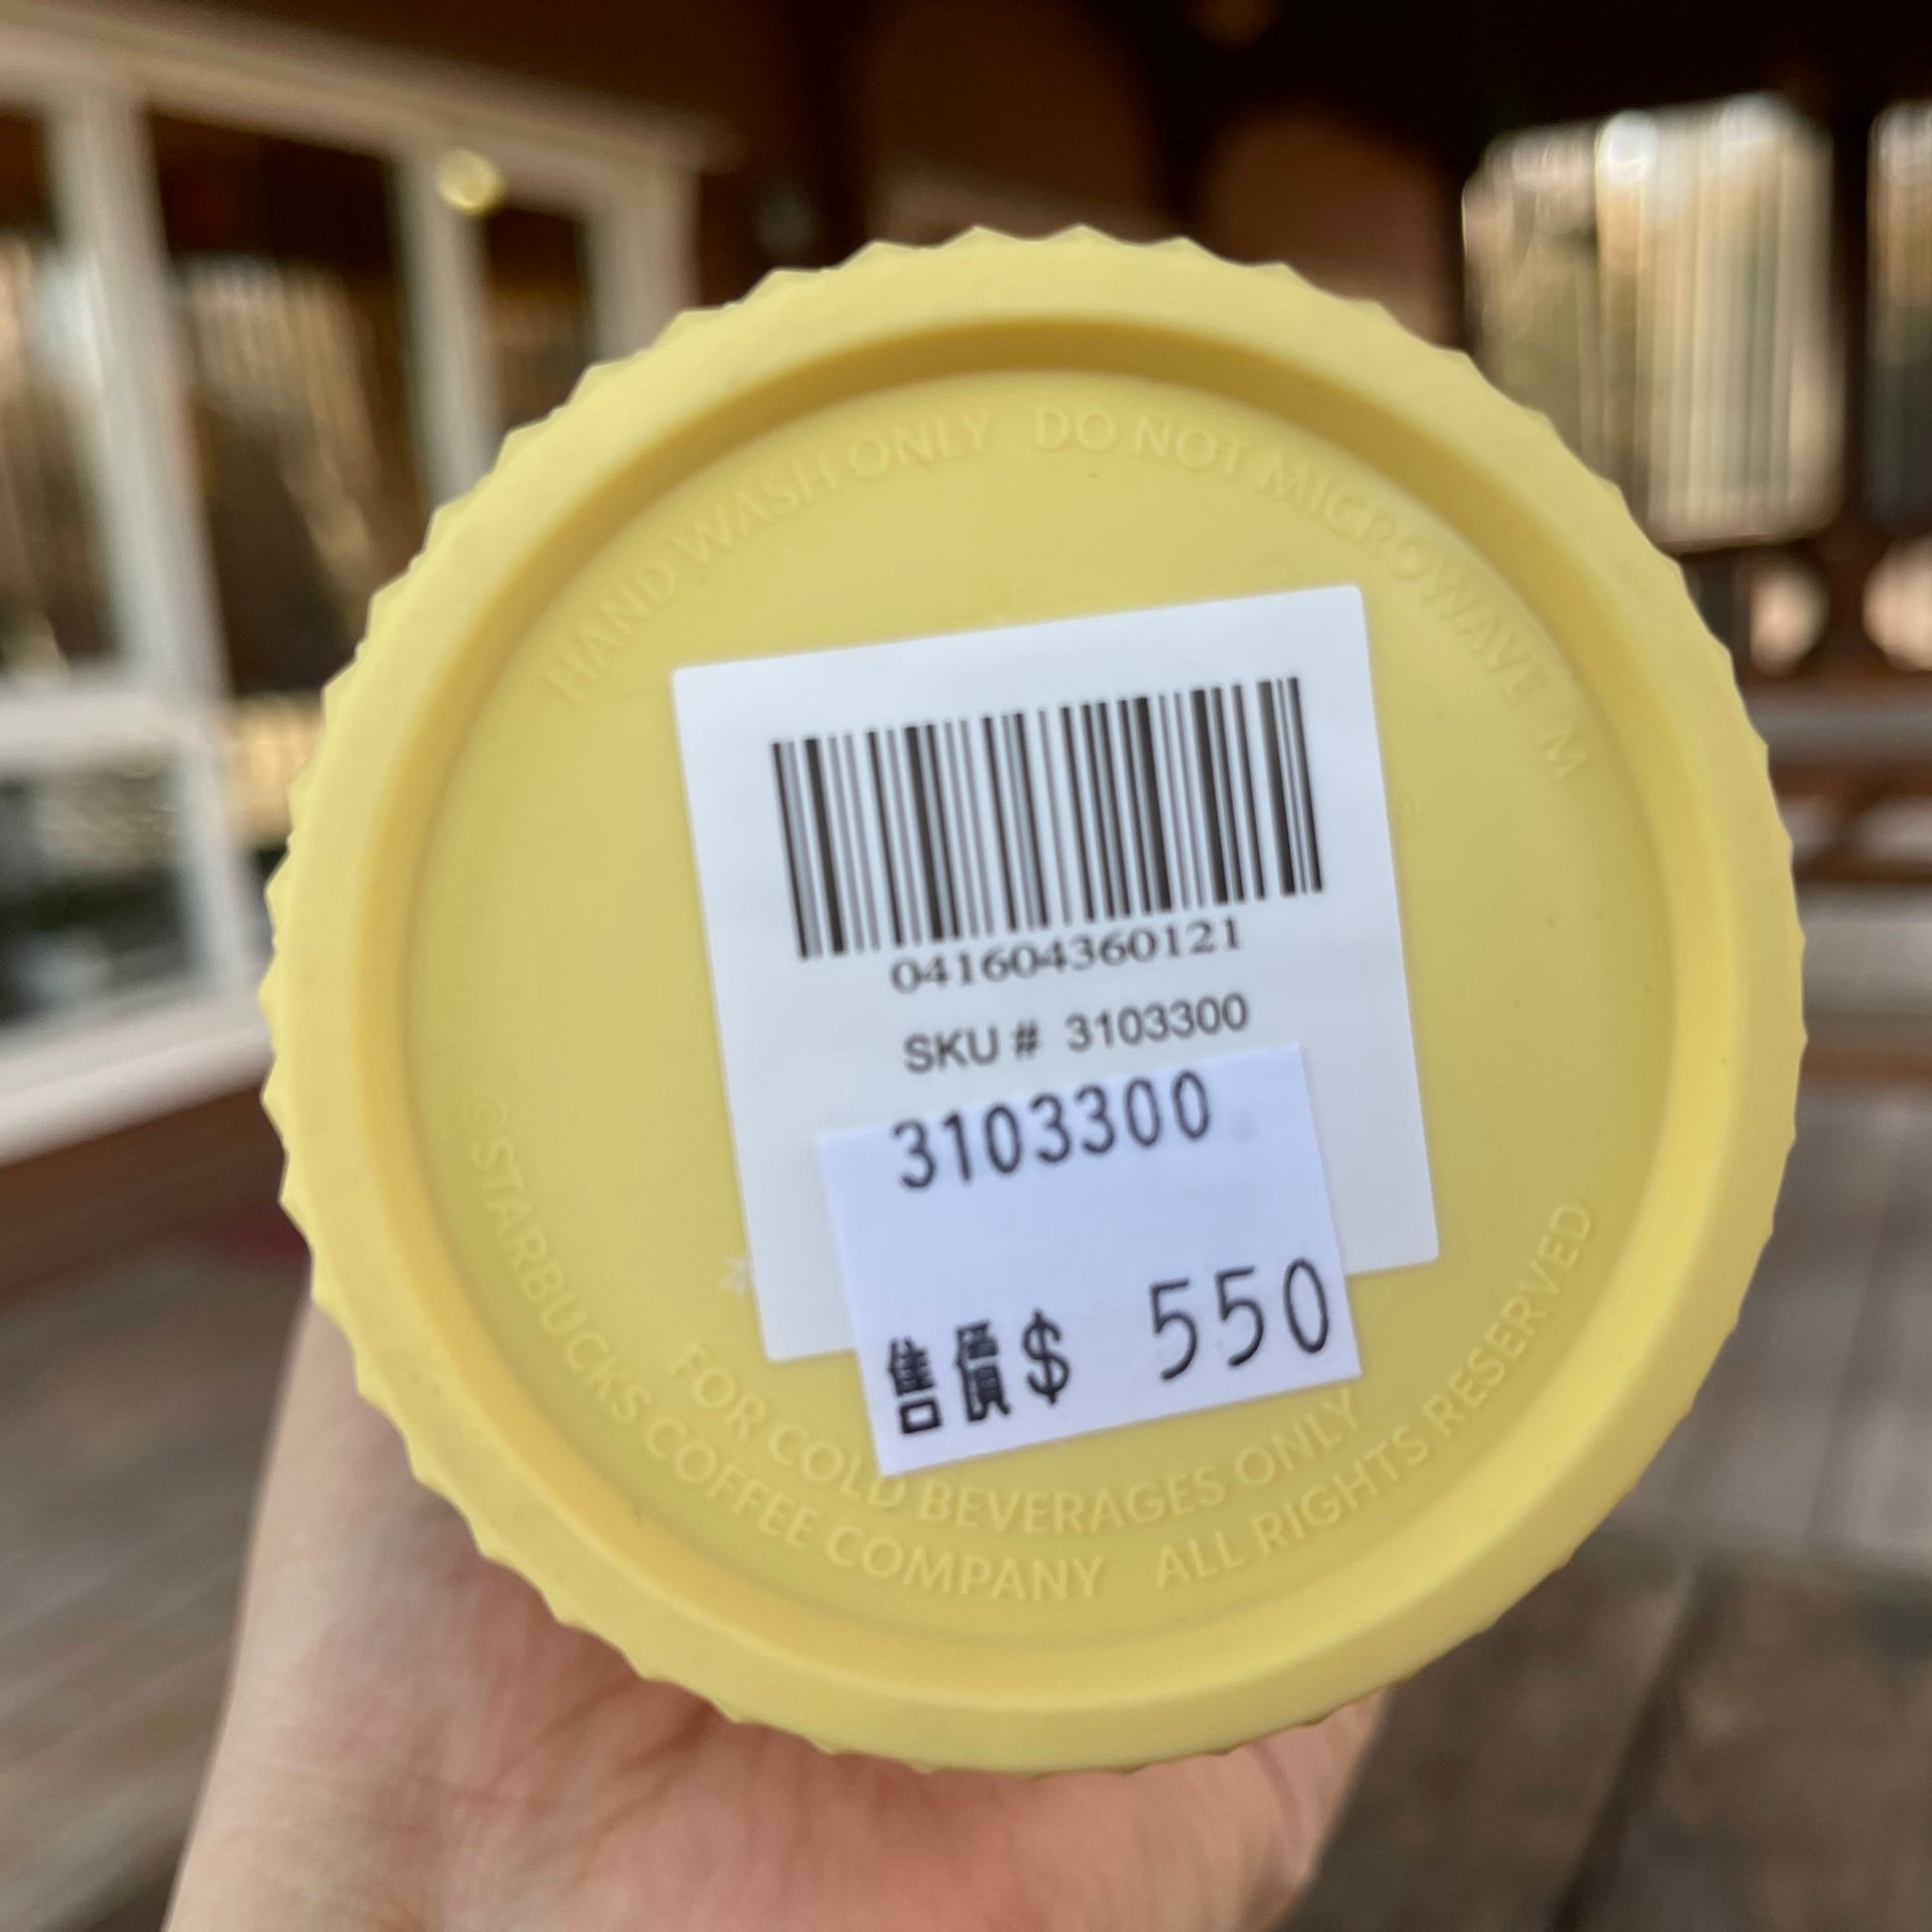 HAND WASH ONLY DO NOT MICROWAVE M
041604360121
SKU # 3103300
3103300
售價$ 550
FOR COLD BEVERAGES ONLY
©STARBUCKS COFFEE COMPANY ALL RIGHTS RESERVED